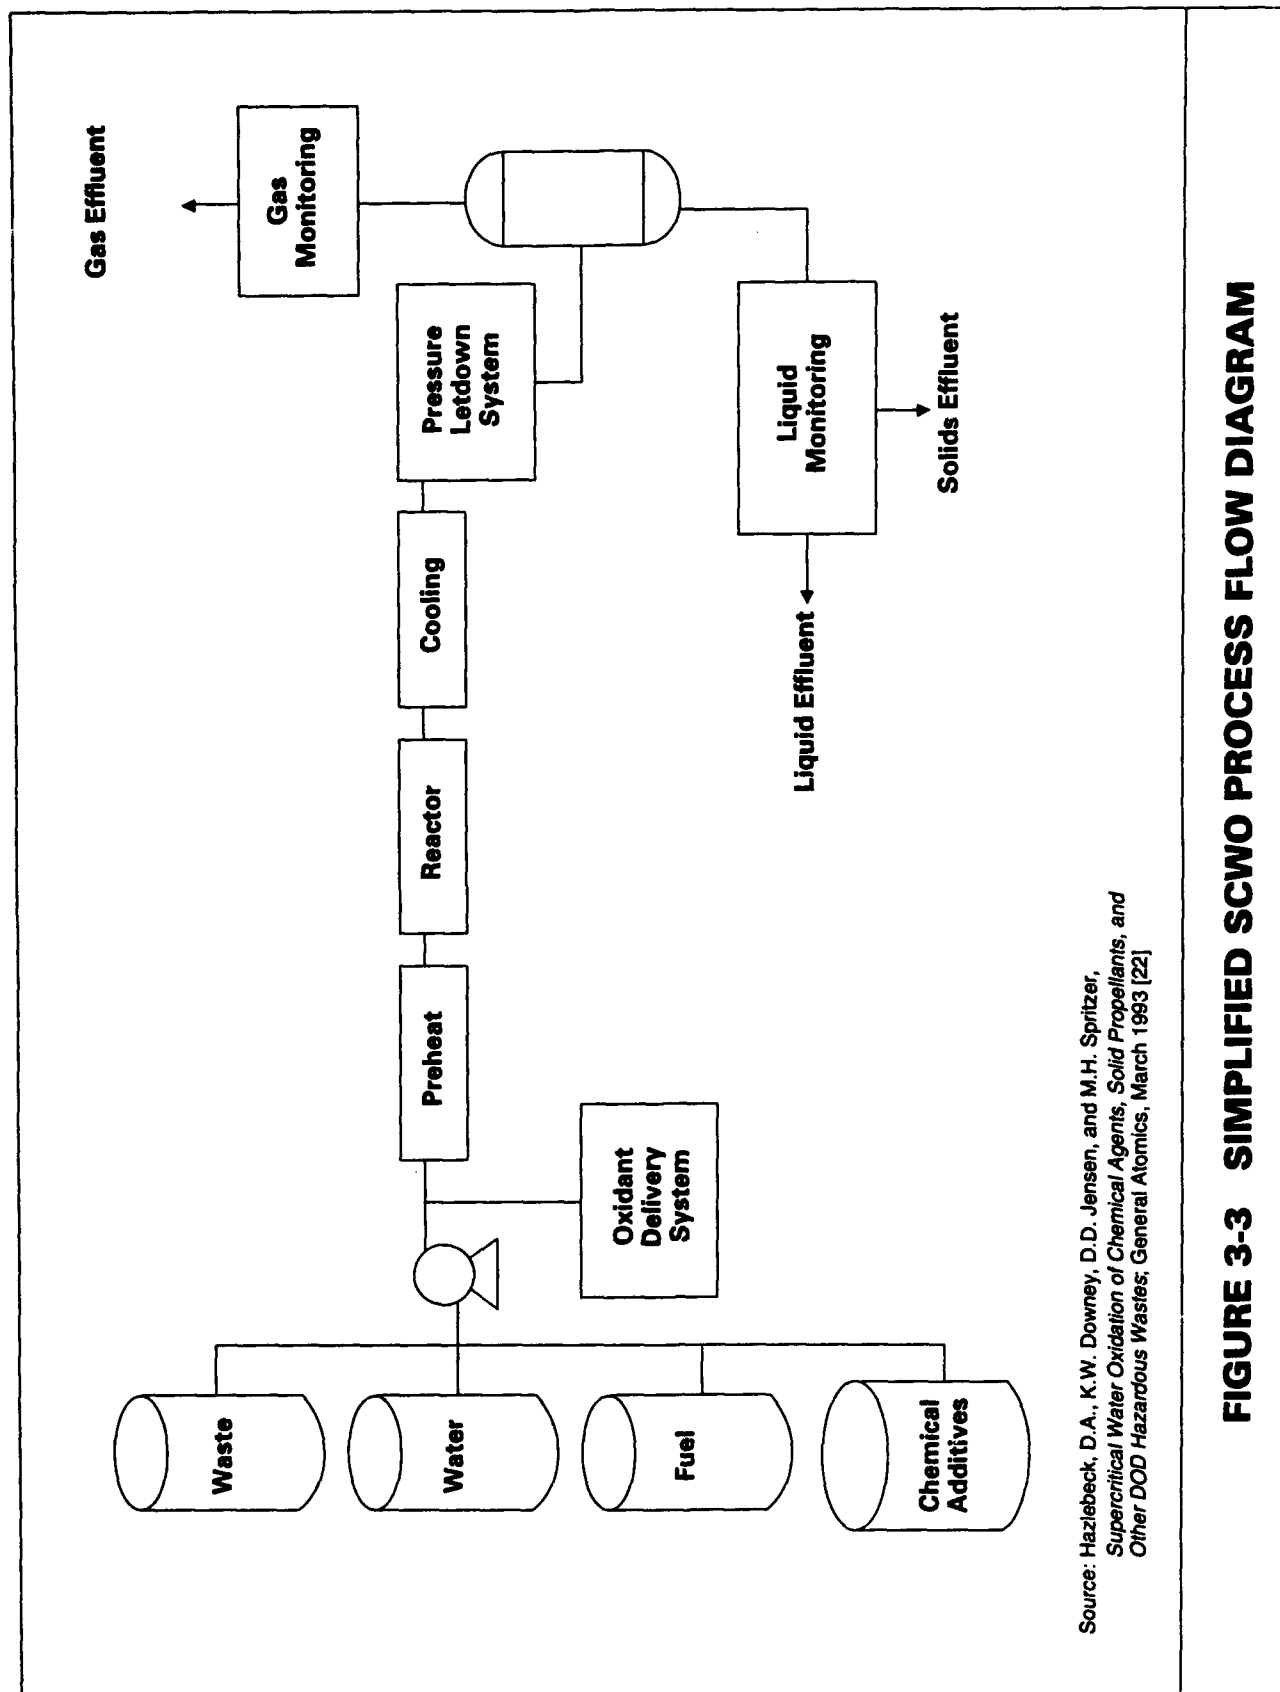 Waste
Water
Fuel
Chemical
Additives
Oxidant
Delivery
System
Preheat
Reactor
Cooling
Pressure
Letdown
System
Gas
Monitoring
Gas Effluent
Liquid
Monitoring
Liquid Effluent
Solids Effluent
Source: Hazlebeck, D.A., K.W. Downey, D.D. Jensen, and M.H. Spritzer,
Supercritical Water Oxidation of Chemical Agents, Solid Propellants, and
Other DOD Hazardous Wastes; General Atomics, March 1993 [22]
FIGURE 3-3 SIMPLIFIED SCWO PROCESS FLOW DIAGRAM